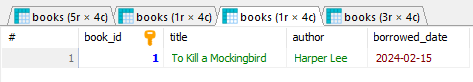 books (5r × 4c) books (1r × 4c) books (1r × 4c) books (3r × 4c)
# book_id title author borrowed_date
1 1 To Kill a Mockingbird Harper Lee 2024-02-15